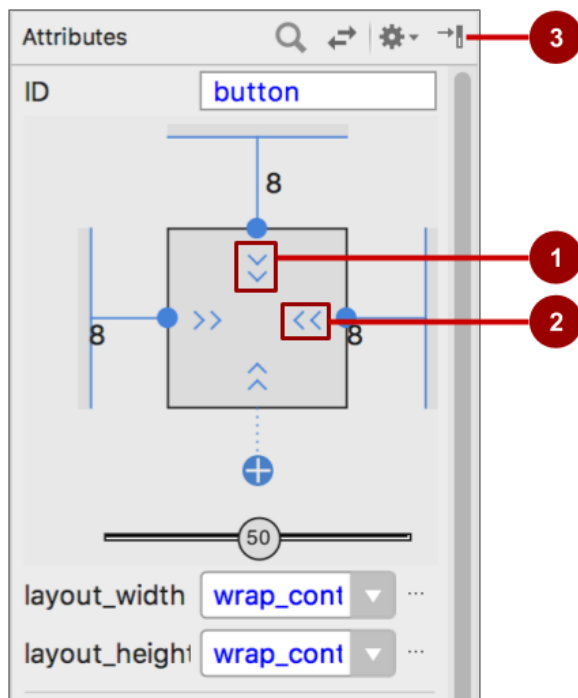 Attributes
3
ID button
8
1
8 8
2
50
layout_width wrap_cont
layout_height wrap_cont